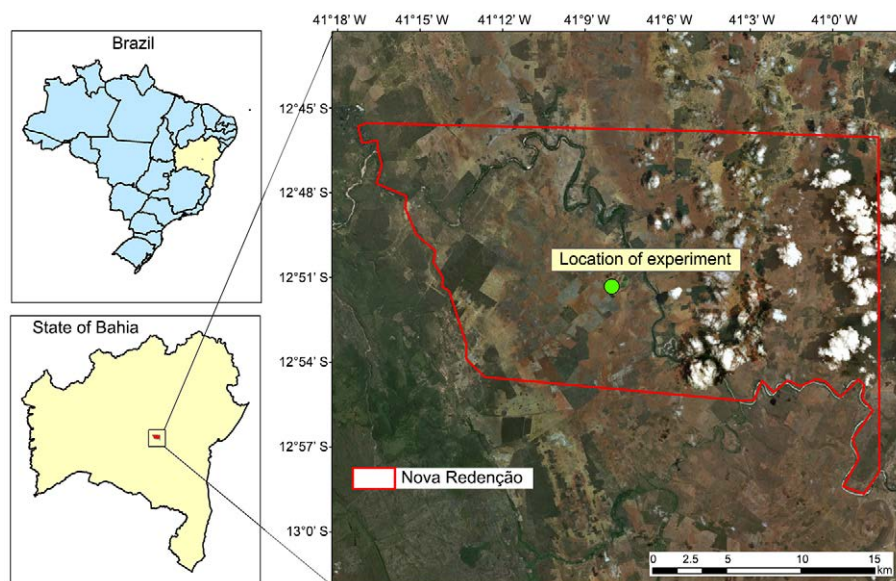 Brazil
State of Bahia
41°18' W 41°15' W 41°12' W 41°9' W 41°6' W 41°3' W 41°0' W
12°45' S
12°48' S
12°51' S
12°54' S
12°57' S
13°0' S
Location of experiment
Nova Redenção
0 2.5 5 10 15
km